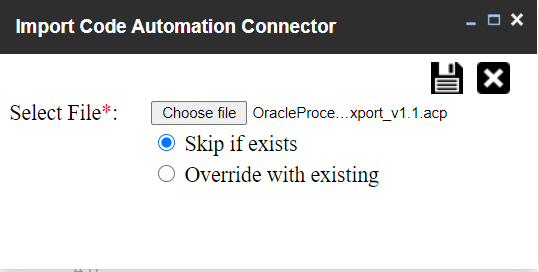 Import Code Automation Connector
Select File*: Choose file OracleProce...xport_v1.1.acp
Skip if exists
Override with existing